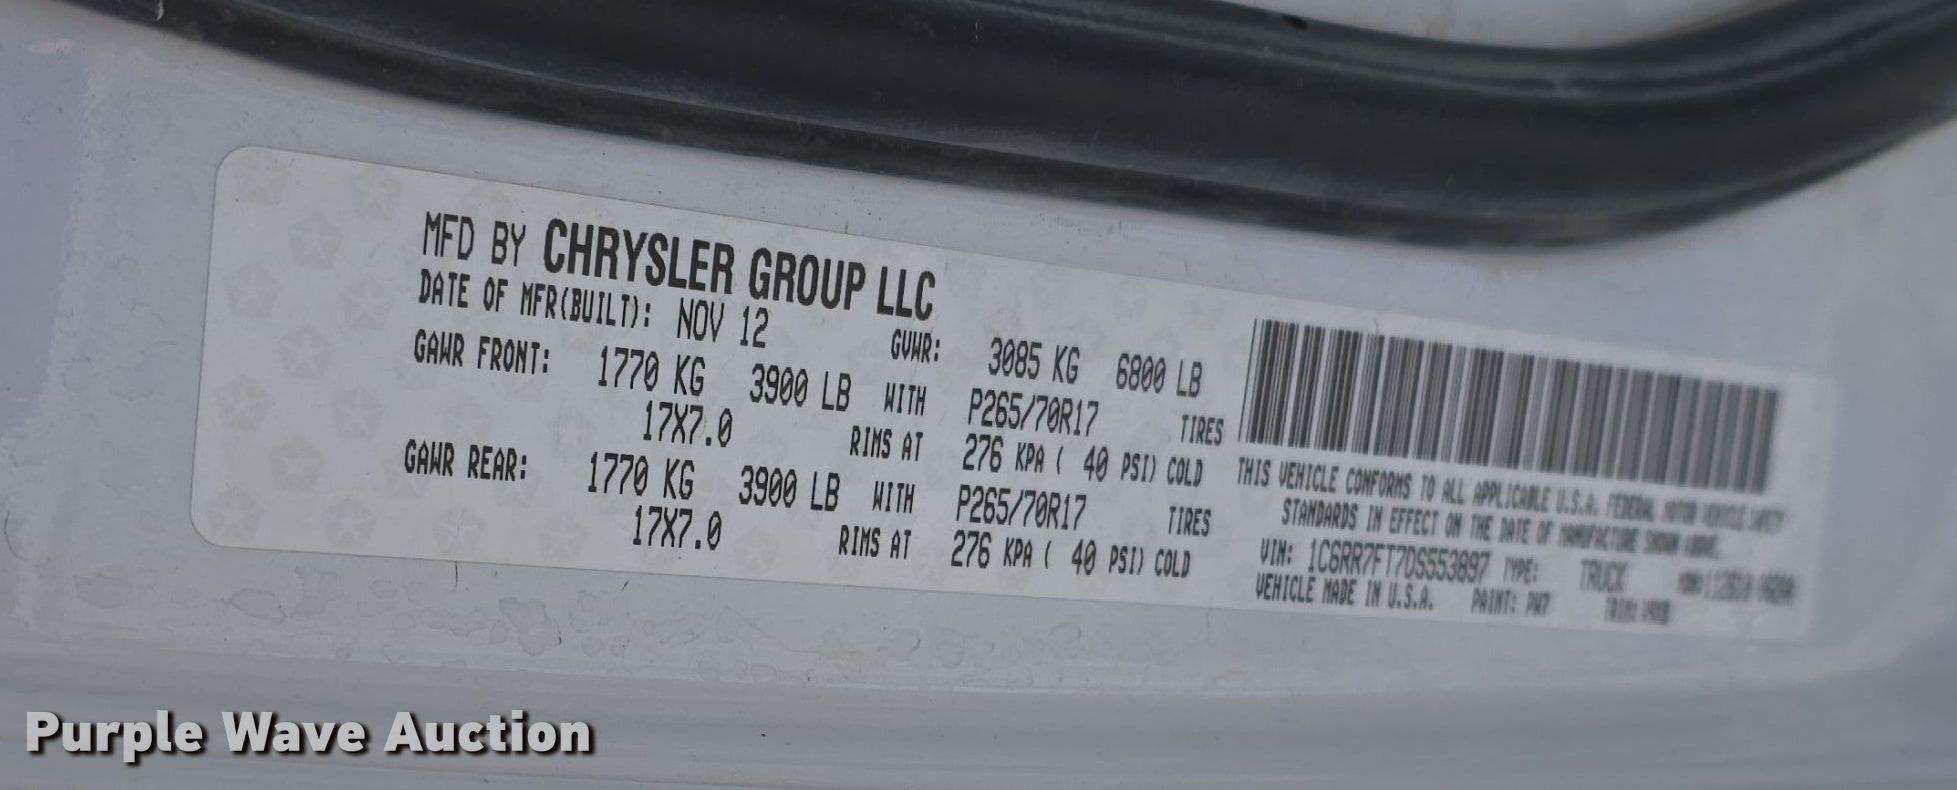 MFD BY CHRYSLER GROUP LLC
DATE OF MFR(BUILT): NOV 12 GVWR: 3085 KG 6800 LB
GAWR FRONT: 1770 KG 3900 LB WITH P265/70R17 TIRES
17X7.0 RIMS AT 276 KPA ( 40 PSI) COLD
GAWR REAR: 1770 KG 3900 LB WITH P265/70R17 TIRES
17X7.0 RIMS AT 276 KPA ( 40 PSI) COLD
THIS VEHICLE CONFORMS TO ALL APPLICABLE U.S.A. FEDERAL MOTOR VEHICLE SAFETY
STANDARDS IN EFFECT ON THE DATE OF MANUFACTURE SHOWN ABOVE.
VIN: 1C6RR7FT7DS553897 TYPE: TRUCK
VEHICLE MADE IN U.S.A. PAINT: PW7
Purple Wave Auction